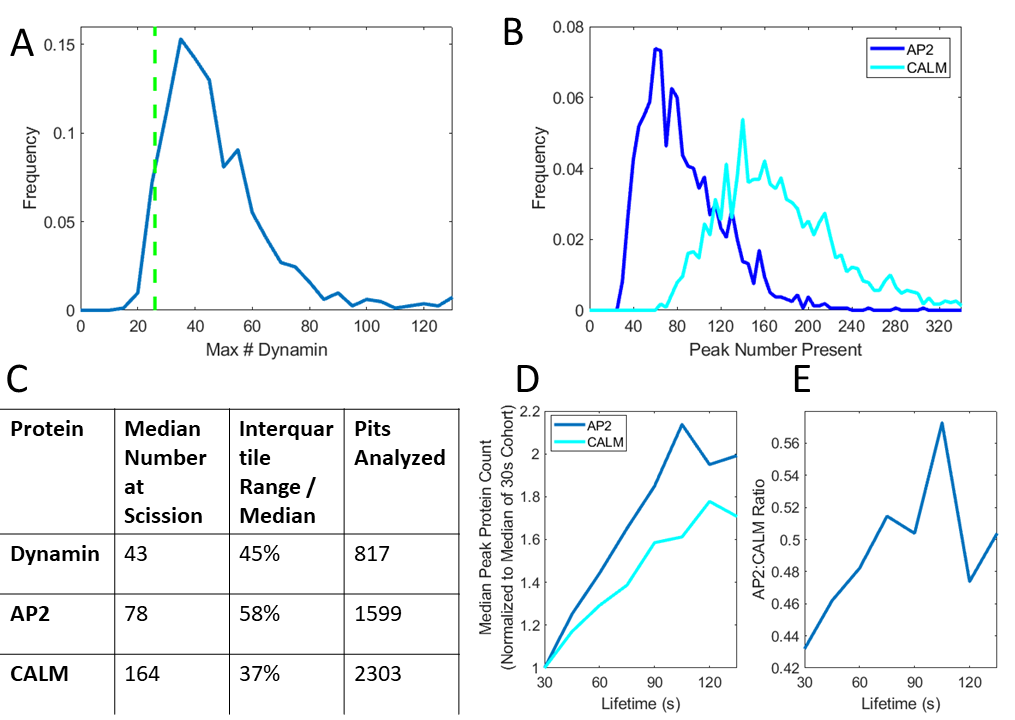 A
0.15
0.1
0.05
0
Frequency
0 20 40 60 80 100 120
Max # Dynamin
B
0.08
0.06
0.04
0.02
0
Frequency
AP2
CALM
0 40 80 120 160 200 240 280 320
Peak Number Present
C
Protein
Median
Number
at
Scission
Interquar
tile
Range /
Median
Pits
Analyzed
Dynamin 43 45% 817
AP2 78 58% 1599
CALM 164 37% 2303
D
Median Peak Protein Count
(Normalized to Median of 30s Cohort)
2.2
2
1.8
1.6
1.4
1.2
1
AP2
CALM
30 60 90 120
Lifetime (s)
E
AP2:CALM Ratio
0.56
0.54
0.52
0.5
0.48
0.46
0.44
0.42
30 60 90 120
Lifetime (s)